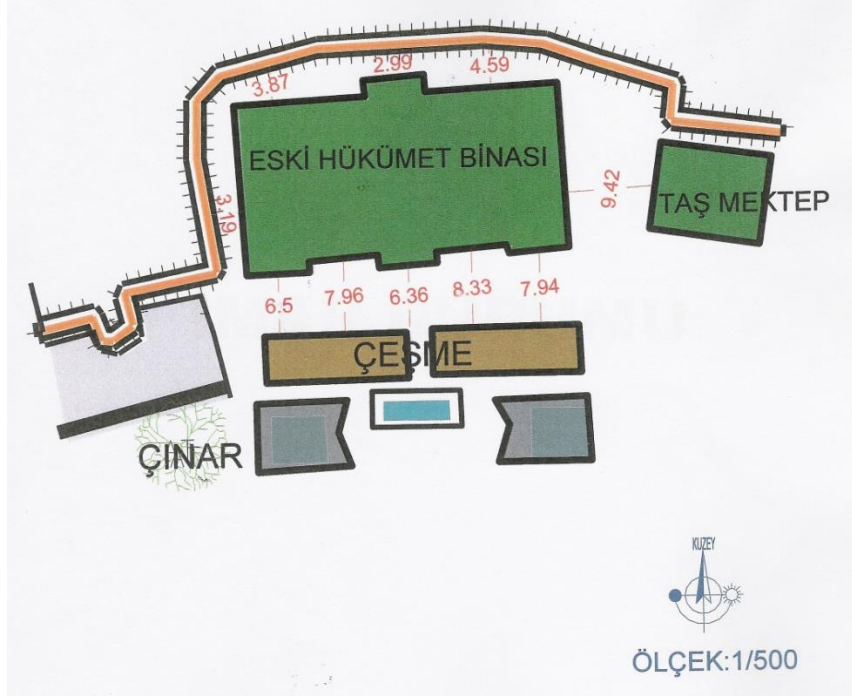 3.87
2.99
4.59
ESKİ HÜKÜMET BİNASI
3.19
9.42
TAŞ MEKTEP
6.5
7.96
6.36
8.33
7.94
ÇEŞME
ÇINAR
KUZEY
ÖLÇEK:1/500